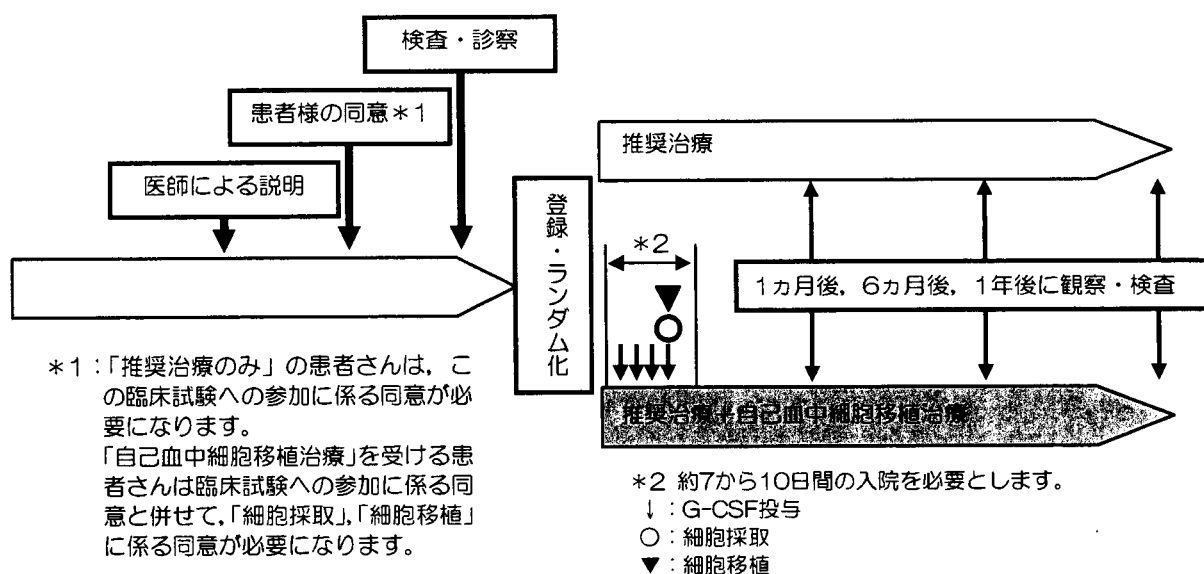 検査・診察
患者様の同意*1
医師による説明
登録・ランダム化
推奨治療
*2
1ヵ月後，6ヵ月後，1年後に観察・検査
推奨治療+自己血中細胞移植治療
*1：「推奨治療のみ」の患者さんは，こ
の臨床試験への参加に係る同意が必
要になります。
「自己血中細胞移植治療」を受ける患
者さんは臨床試験への参加に係る同
意と併せて，「細胞採取」，「細胞移植」
に係る同意が必要になります。
*2 約7から10日間の入院を必要とします。
↓：G-CSF投与
○：細胞採取
▼：細胞移植